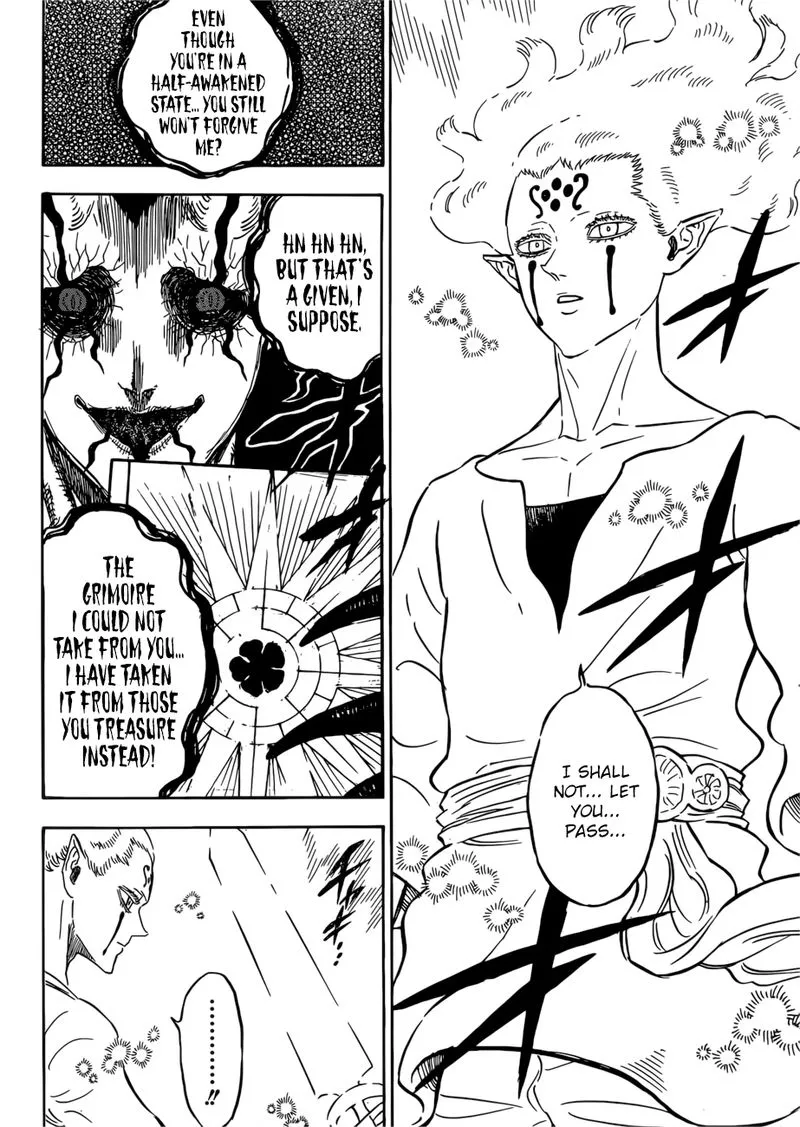 I SHALL
NOT... LET
YOU...
PASS...
EVEN
THOUGH
YOU'RE IN A
HALF-AWAKENED
STATE... YOU STILL
WON'T FORGIVE
ME?
HN HN HN,
BUT THAT'S
A GIVEN, I
SUPPOSE.
THE
GRIMOIRE
I COULD NOT
TAKE FROM YOU...
I HAVE TAKEN
IT FROM THOSE
YOU TREASURE
INSTEAD!
.........!!